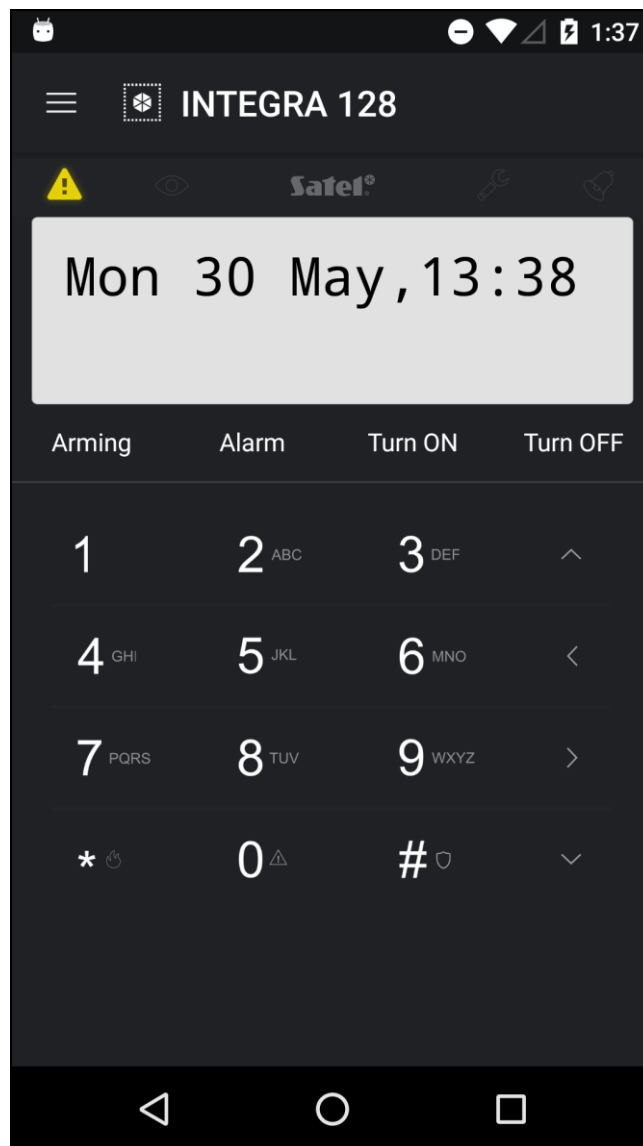 1:37
INTEGRA 128
Satel
Mon 30 May,13:38
Arming Alarm Turn ON Turn OFF
1 2 ABC 3 DEF
4 GHI 5 JKL 6 MNO
7 PQRS 8 TUV 9 WXYZ
* 0 #